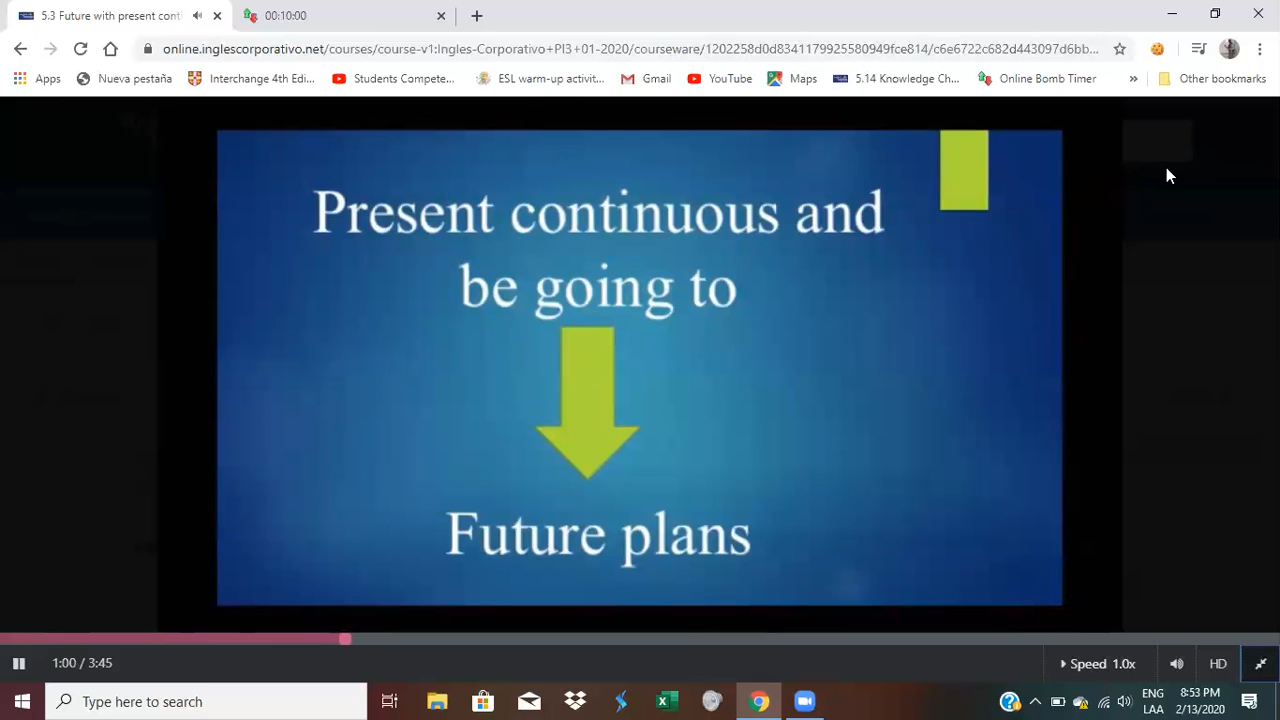 5.3 Future with present cont
00:10:00
online.inglescorporativo.net/courses/course-v1:Ingles-Corporativo+PI3+01-2020/courseware/1202258d0d8341179925580949fce814/c6e6722c682d443097d6bb...
Apps
Nueva pestaña
Interchange 4th Edi...
Students Compete...
ESL warm-up activit...
Gmail
YouTube
Maps
5.14 Knowledge Ch...
Online Bomb Timer
»
Other bookmarks
Present continuous and
be going to
Future plans
1:00 / 3:45
Speed 1.0x
HD
Type here to search
ENG
LAA
8:53 PM
2/13/2020